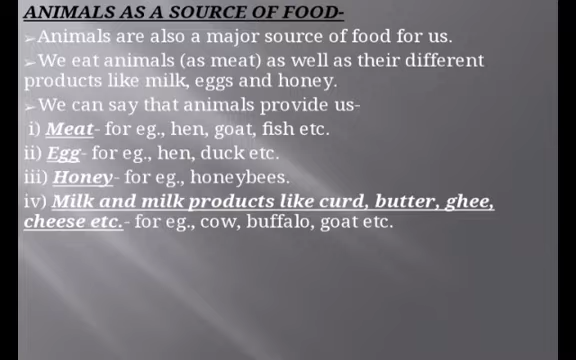 ANIMALS AS A SOURCE OF FOOD-
➢Animals are also a major source of food for us.
➢We eat animals (as meat) as well as their different
products like milk, eggs and honey.
➢We can say that animals provide us-
i) Meat- for eg., hen, goat, fish etc.
ii) Egg- for eg., hen, duck etc.
iii) Honey- for eg., honeybees.
iv) Milk and milk products like curd, butter, ghee,
cheese etc.- for eg., cow, buffalo, goat etc.